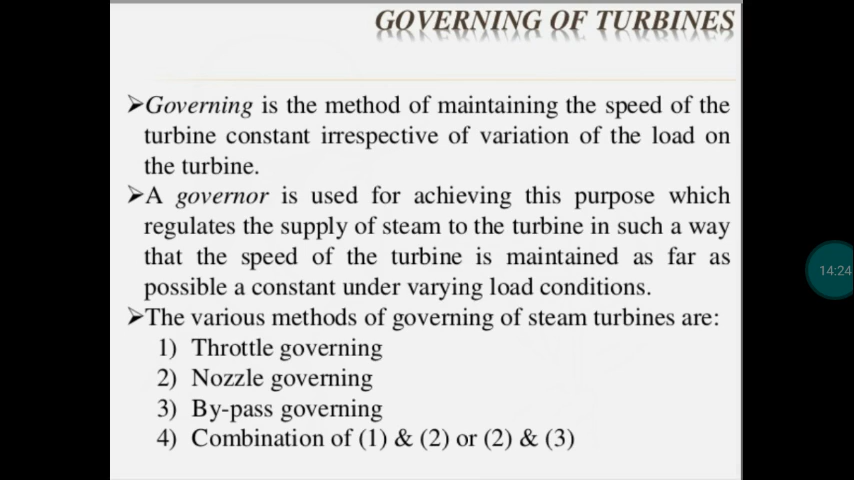 GOVERNING OF TURBINES
➢Governing is the method of maintaining the speed of the
turbine constant irrespective of variation of the load on
the turbine.
➢A governor is used for achieving this purpose which
regulates the supply of steam to the turbine in such a way
that the speed of the turbine is maintained as far as
possible a constant under varying load conditions.
➢The various methods of governing of steam turbines are:
1) Throttle governing
2) Nozzle governing
3) By-pass governing
4) Combination of (1) & (2) or (2) & (3)
14:24